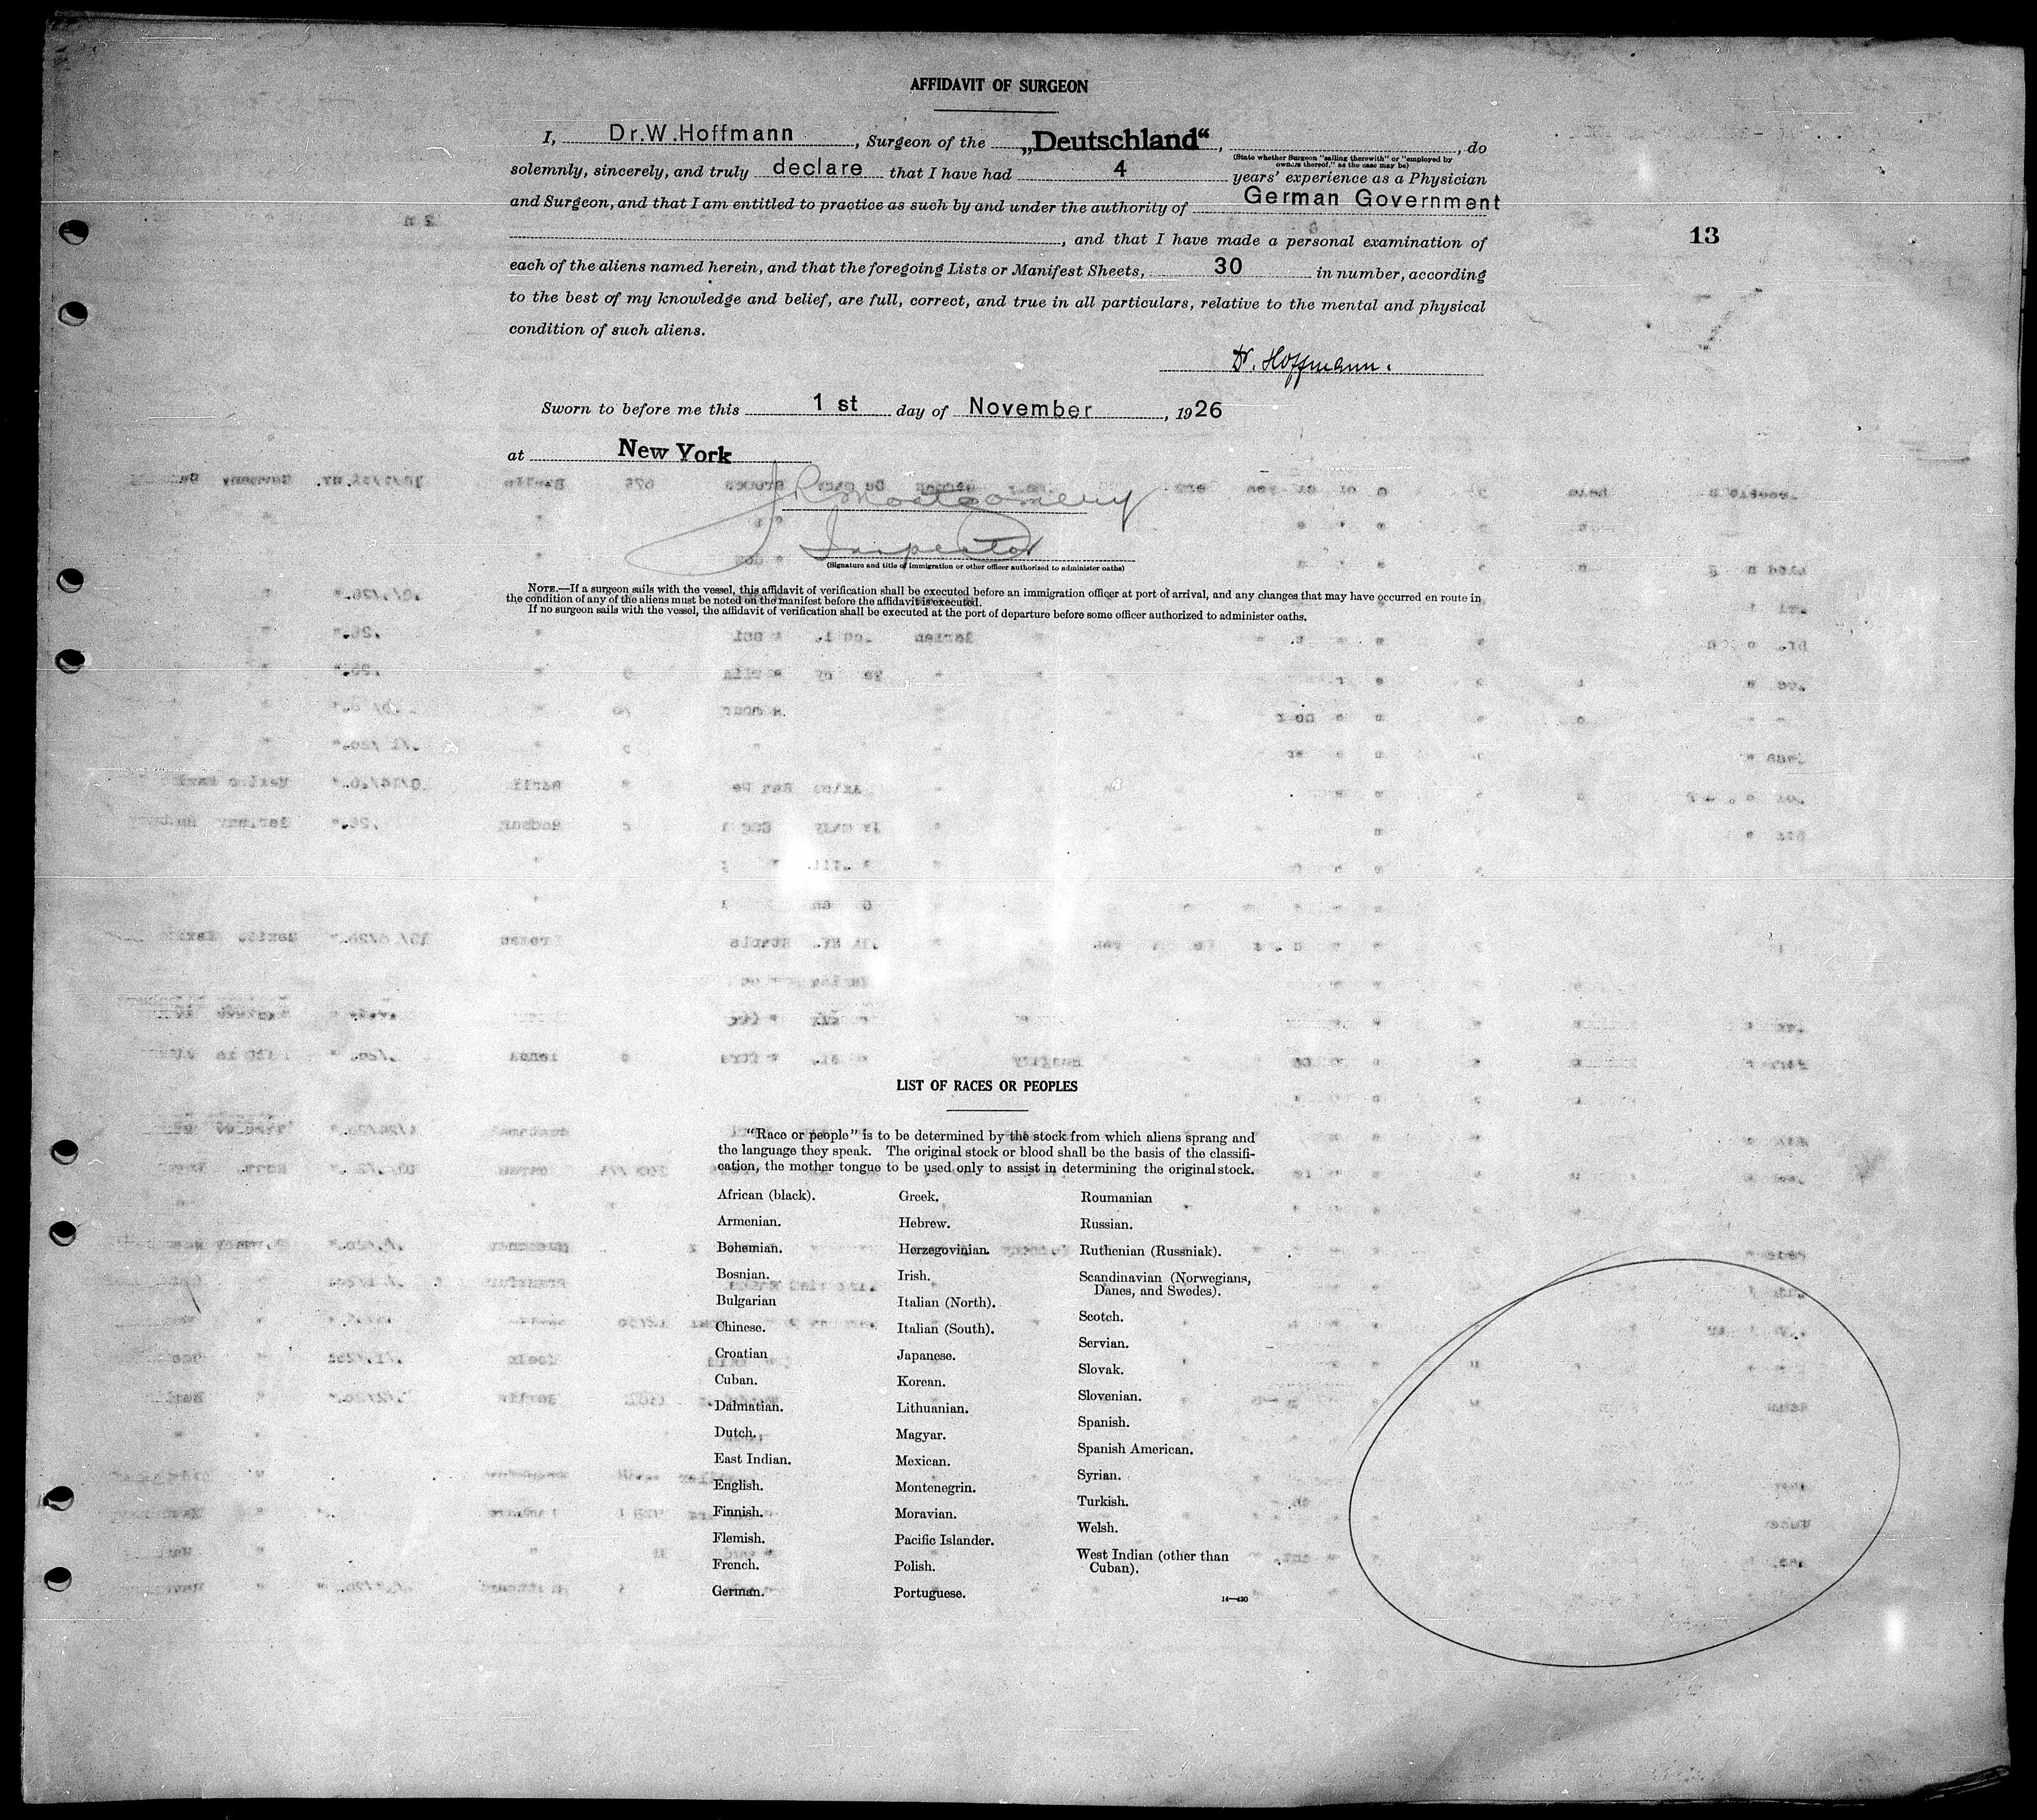 AFFIDAVIT OF SURGEON
I, Dr.W.Hoffmann, Surgeon of the „Deutschland“, , do
(State whether Surgeon "sailing therewith" or "employed by
owners thereof," as the case may be)
solemnly, sincerely, and truly declare that I have had 4 years' experience as a Physician
and Surgeon, and that I am entitled to practice as such by and under the authority of German Government
, and that I have made a personal examination of
13
each of the aliens named herein, and that the foregoing Lists or Manifest Sheets, 30 in number, according
to the best of my knowledge and belief, are full, correct, and true in all particulars, relative to the mental and physical
condition of such aliens.
Dr. Hoffmann.
Sworn to before me this 1 st day of November, 1926
at New York
J R Montgomery
Inspector
(Signature and title of immigration or other officer authorized to administer oaths)
NOTE.—If a surgeon sails with the vessel, this affidavit of verification shall be executed before an immigration officer at port of arrival, and any changes that may have occurred en route in
the condition of any of the aliens must be noted on the manifest before the affidavit is executed.
If no surgeon sails with the vessel, the affidavit of verification shall be executed at the port of departure before some officer authorized to administer oaths.
LIST OF RACES OR PEOPLES
"Race or people" is to be determined by the stock from which aliens sprang and
the language they speak. The original stock or blood shall be the basis of the classifi-
cation, the mother tongue to be used only to assist in determining the original stock.
African (black).
Armenian.
Bohemian.
Bosnian.
Bulgarian
Chinese.
Croatian
Cuban.
Dalmatian.
Dutch.
East Indian.
English.
Finnish.
Flemish.
French.
German.
Greek.
Hebrew.
Herzegovinian.
Irish.
Italian (North).
Italian (South).
Japanese.
Korean.
Lithuanian.
Magyar.
Mexican.
Montenegrin.
Moravian.
Pacific Islander.
Polish.
Portuguese.
Roumanian
Russian.
Ruthenian (Russniak).
Scandinavian (Norwegians,
Danes, and Swedes).
Scotch.
Servian.
Slovak.
Slovenian.
Spanish.
Spanish American.
Syrian.
Turkish.
Welsh.
West Indian (other than
Cuban).
14—430